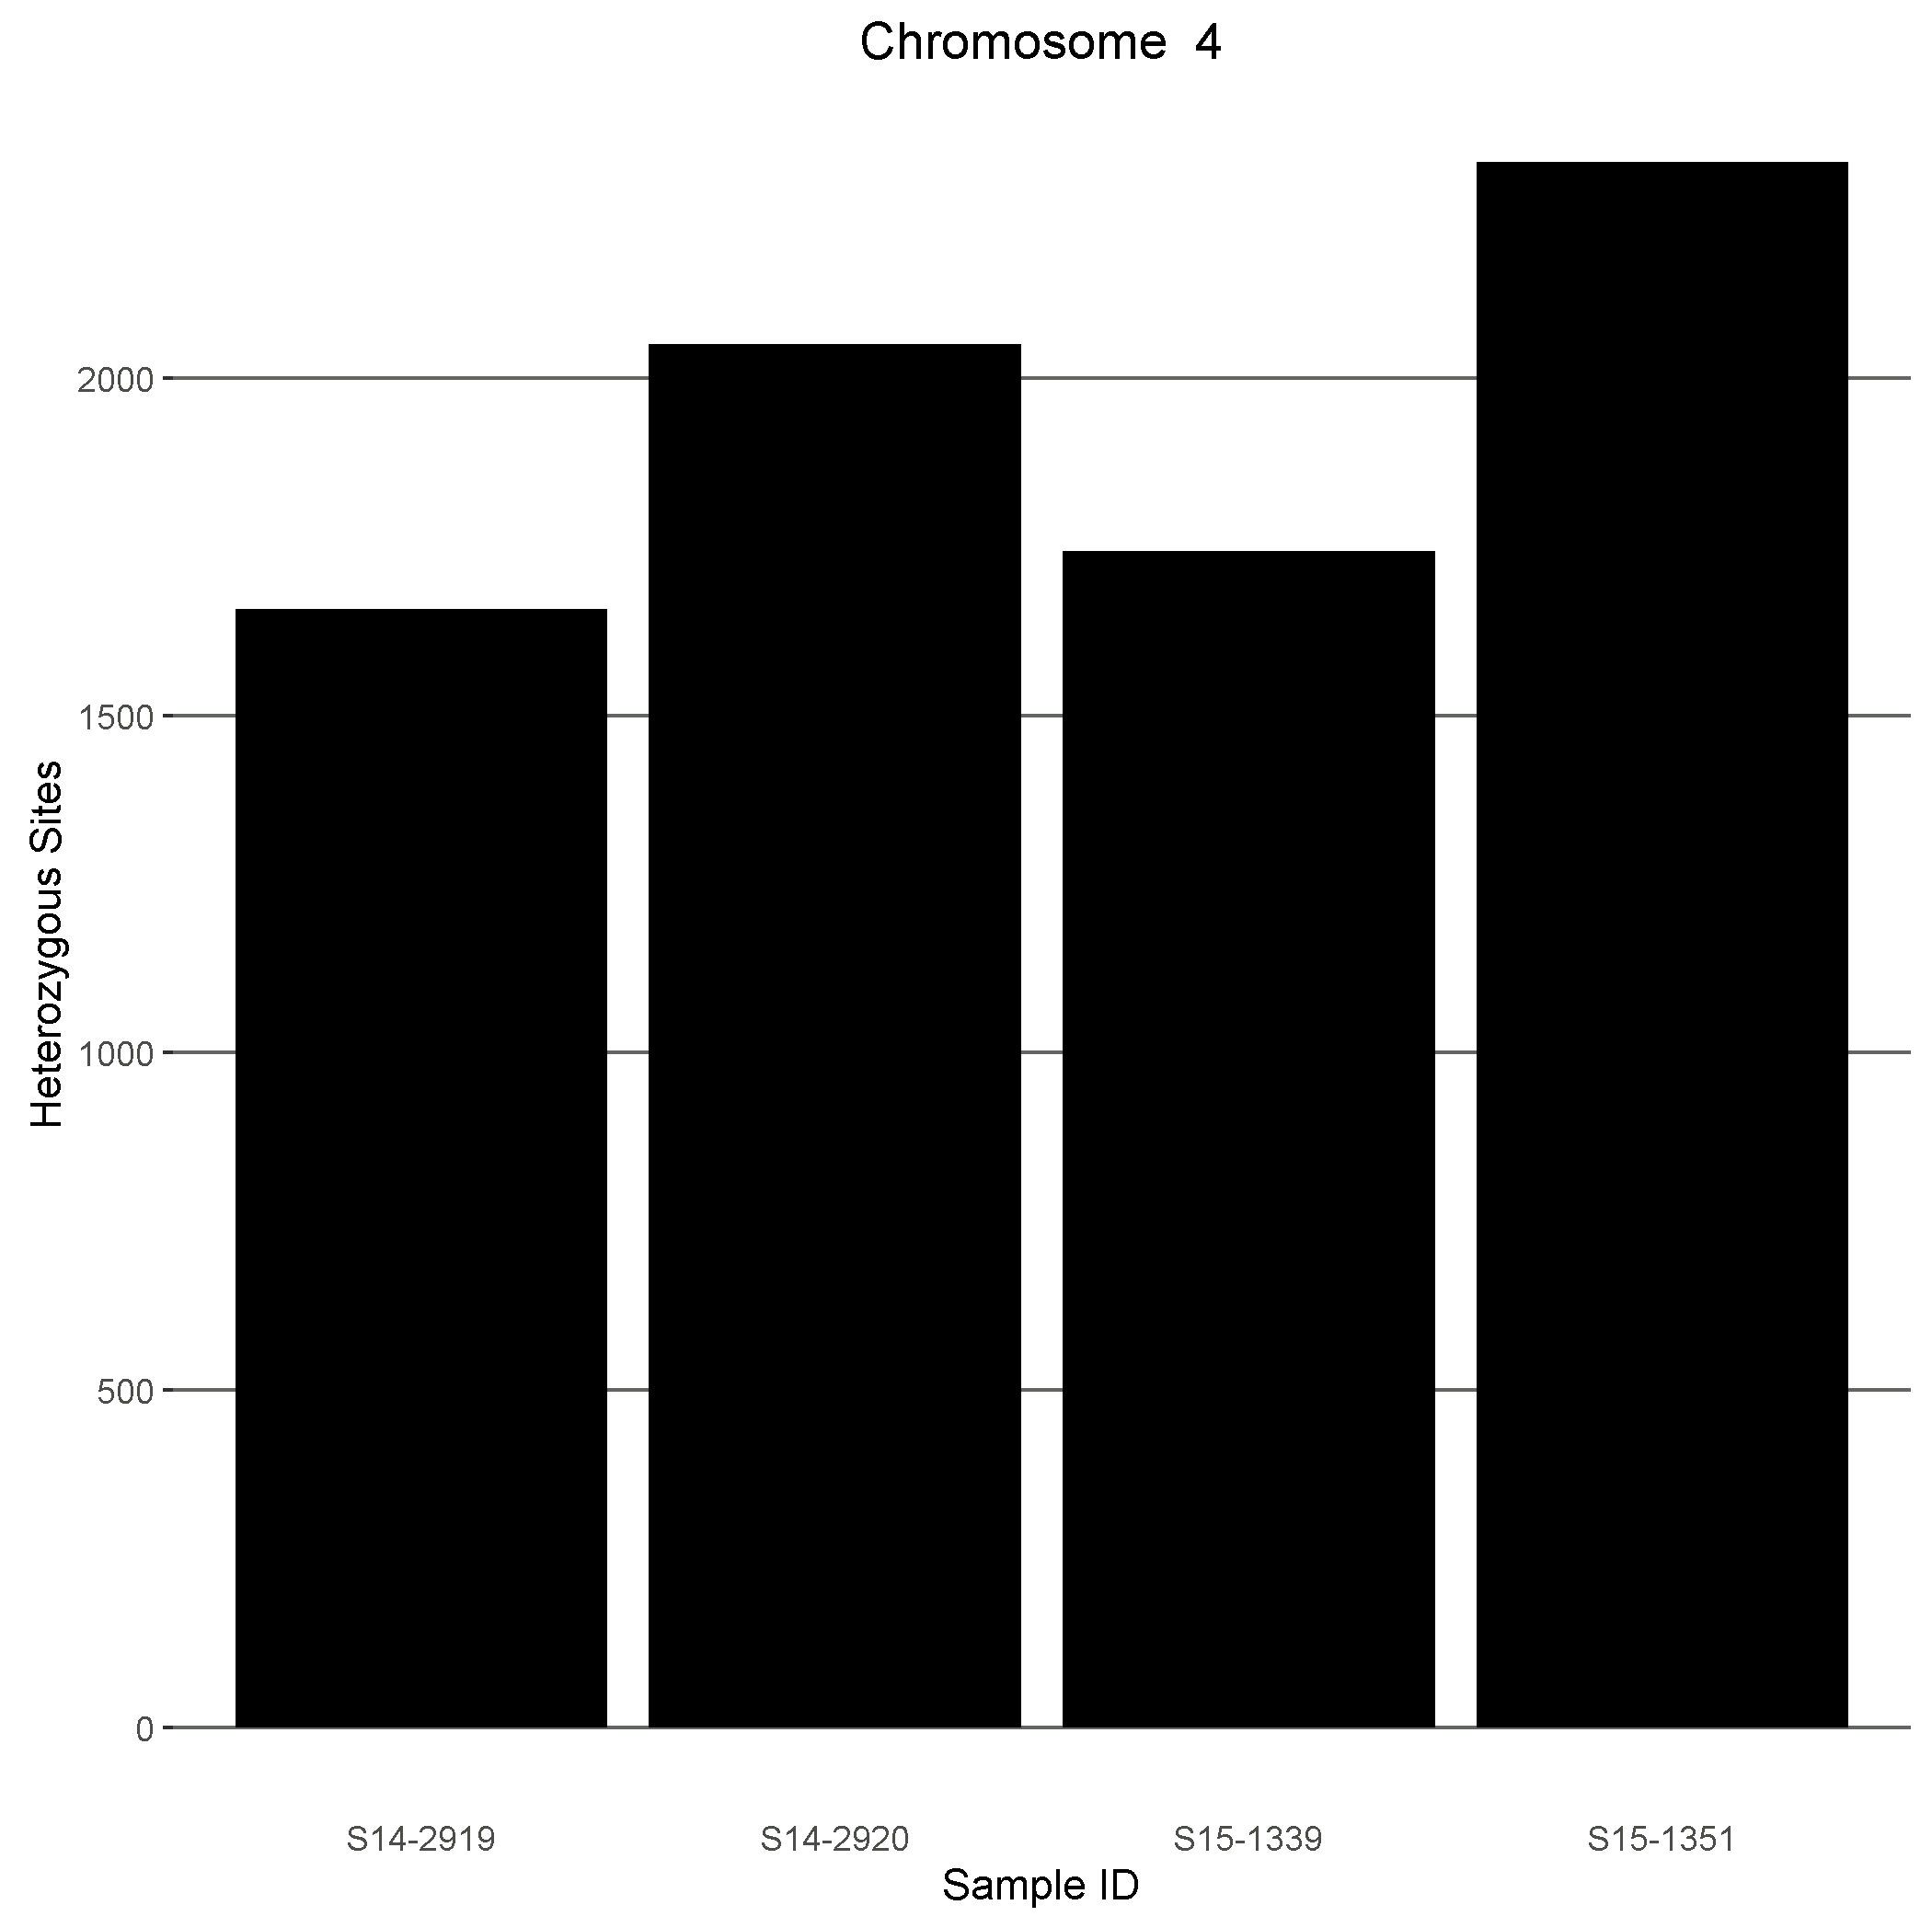 Chromosome  4
2000
1500
1000
500
0
Heterozygous Sites
S14-2919
S14-2920
S15-1339
S15-1351
Sample ID